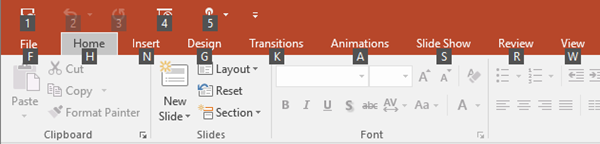 1 2 3 4 5
File Home Insert Design Transitions Animations Slide Show Review View
F H N G K A S R W
Cut Layout
Paste Copy New Slide Reset
Format Painter Section
B I U S abc AV Aa A
Clipboard Slides Font